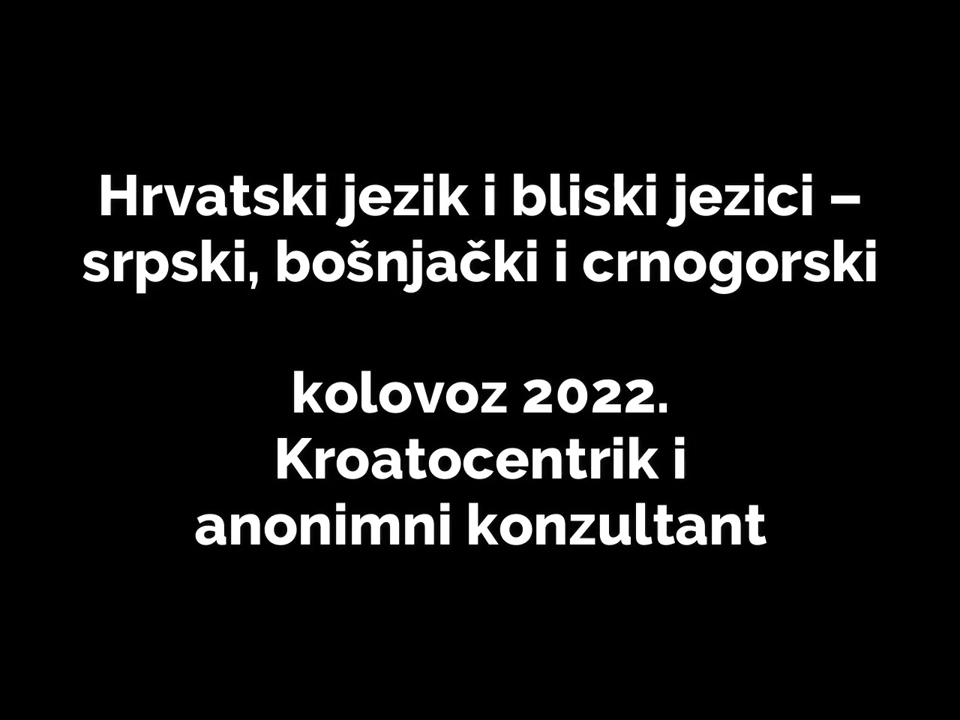 Hrvatski jezik i bliski jezici –
srpski, bošnjački i crnogorski
kolovoz 2022.
Kroatocentrik i
anonimni konzultant